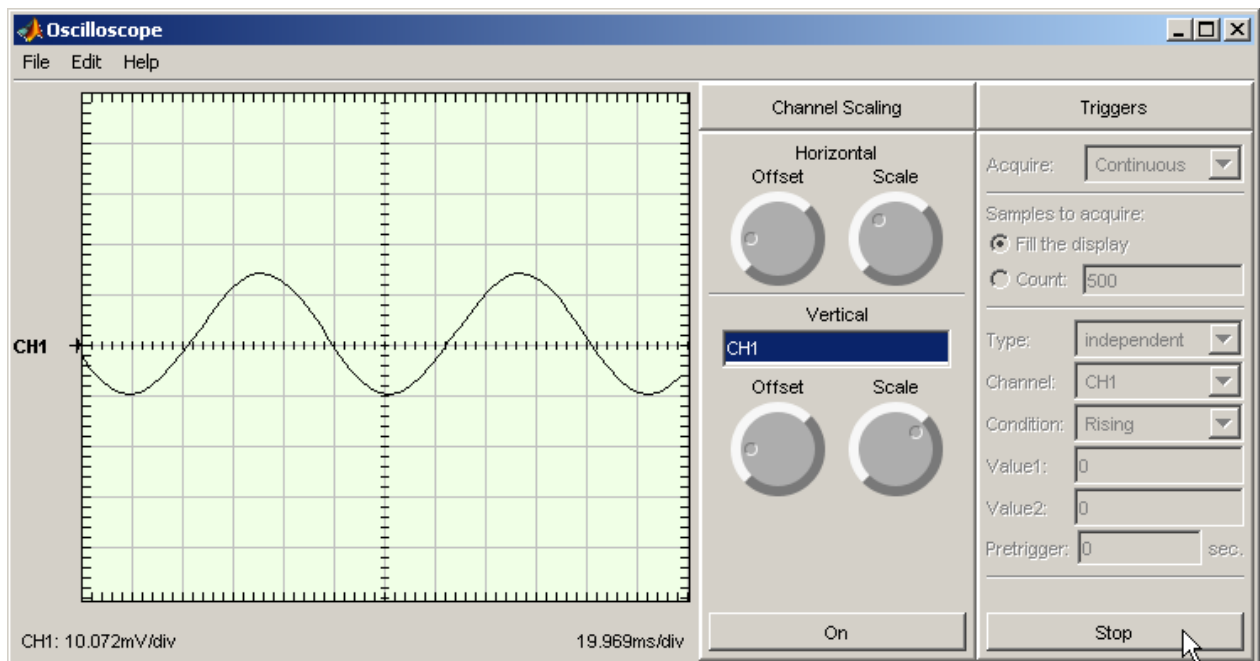 Oscilloscope
File Edit Help
CH1
CH1: 10.072mV/div
19.969ms/div
Channel Scaling
Horizontal
Offset Scale
Vertical
CH1
Offset Scale
On
Triggers
Acquire: Continuous
Samples to acquire:
Fill the display
Count: 500
Type: independent
Channel: CH1
Condition: Rising
Value1: 0
Value2: 0
Pretrigger: 0 sec.
Stop